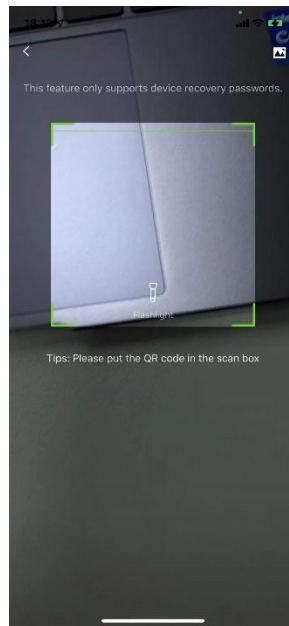 This feature only supports device recovery passwords.
Flashlight
Tips: Please put the QR code in the scan box